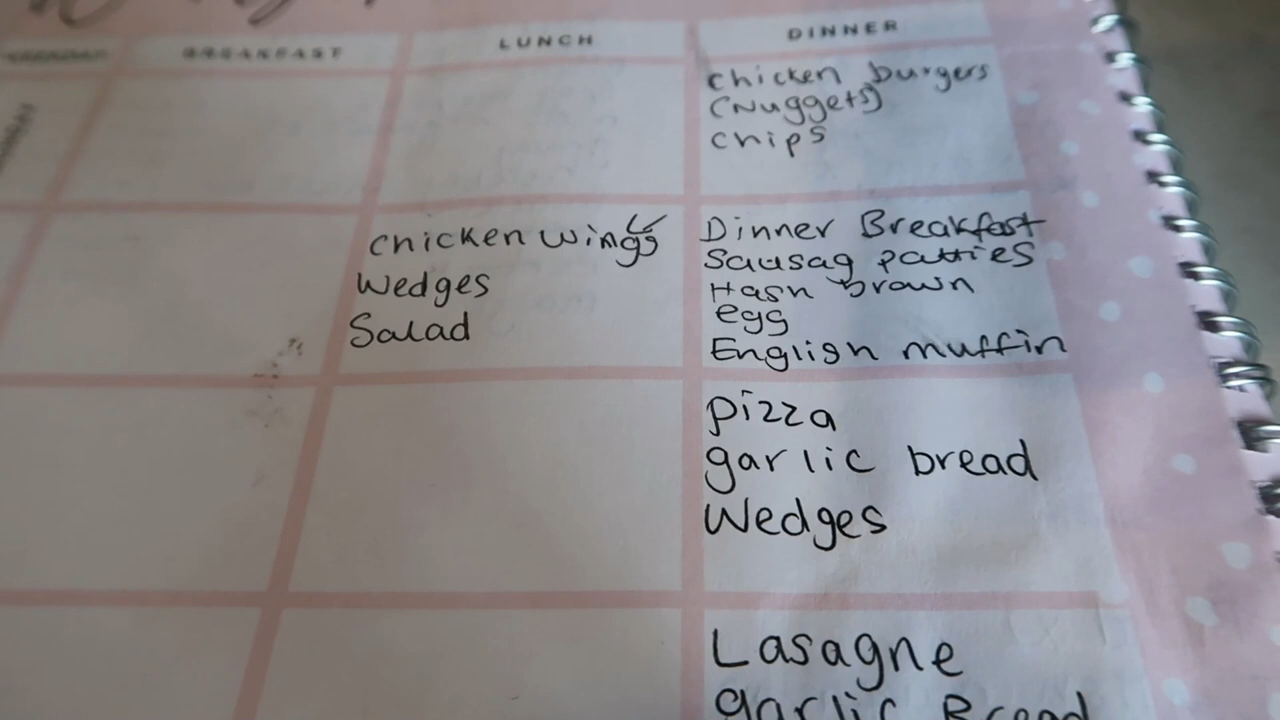 BREAKFAST
LUNCH
DINNER
chicken burgers
(Nuggets)
chips
chicken wings
Wedges
Salad
Dinner Breakfast
Sausag patties
Hash brown
egg
English muffin
pizza
garlic bread
Wedges
Lasagne
garlic Bread